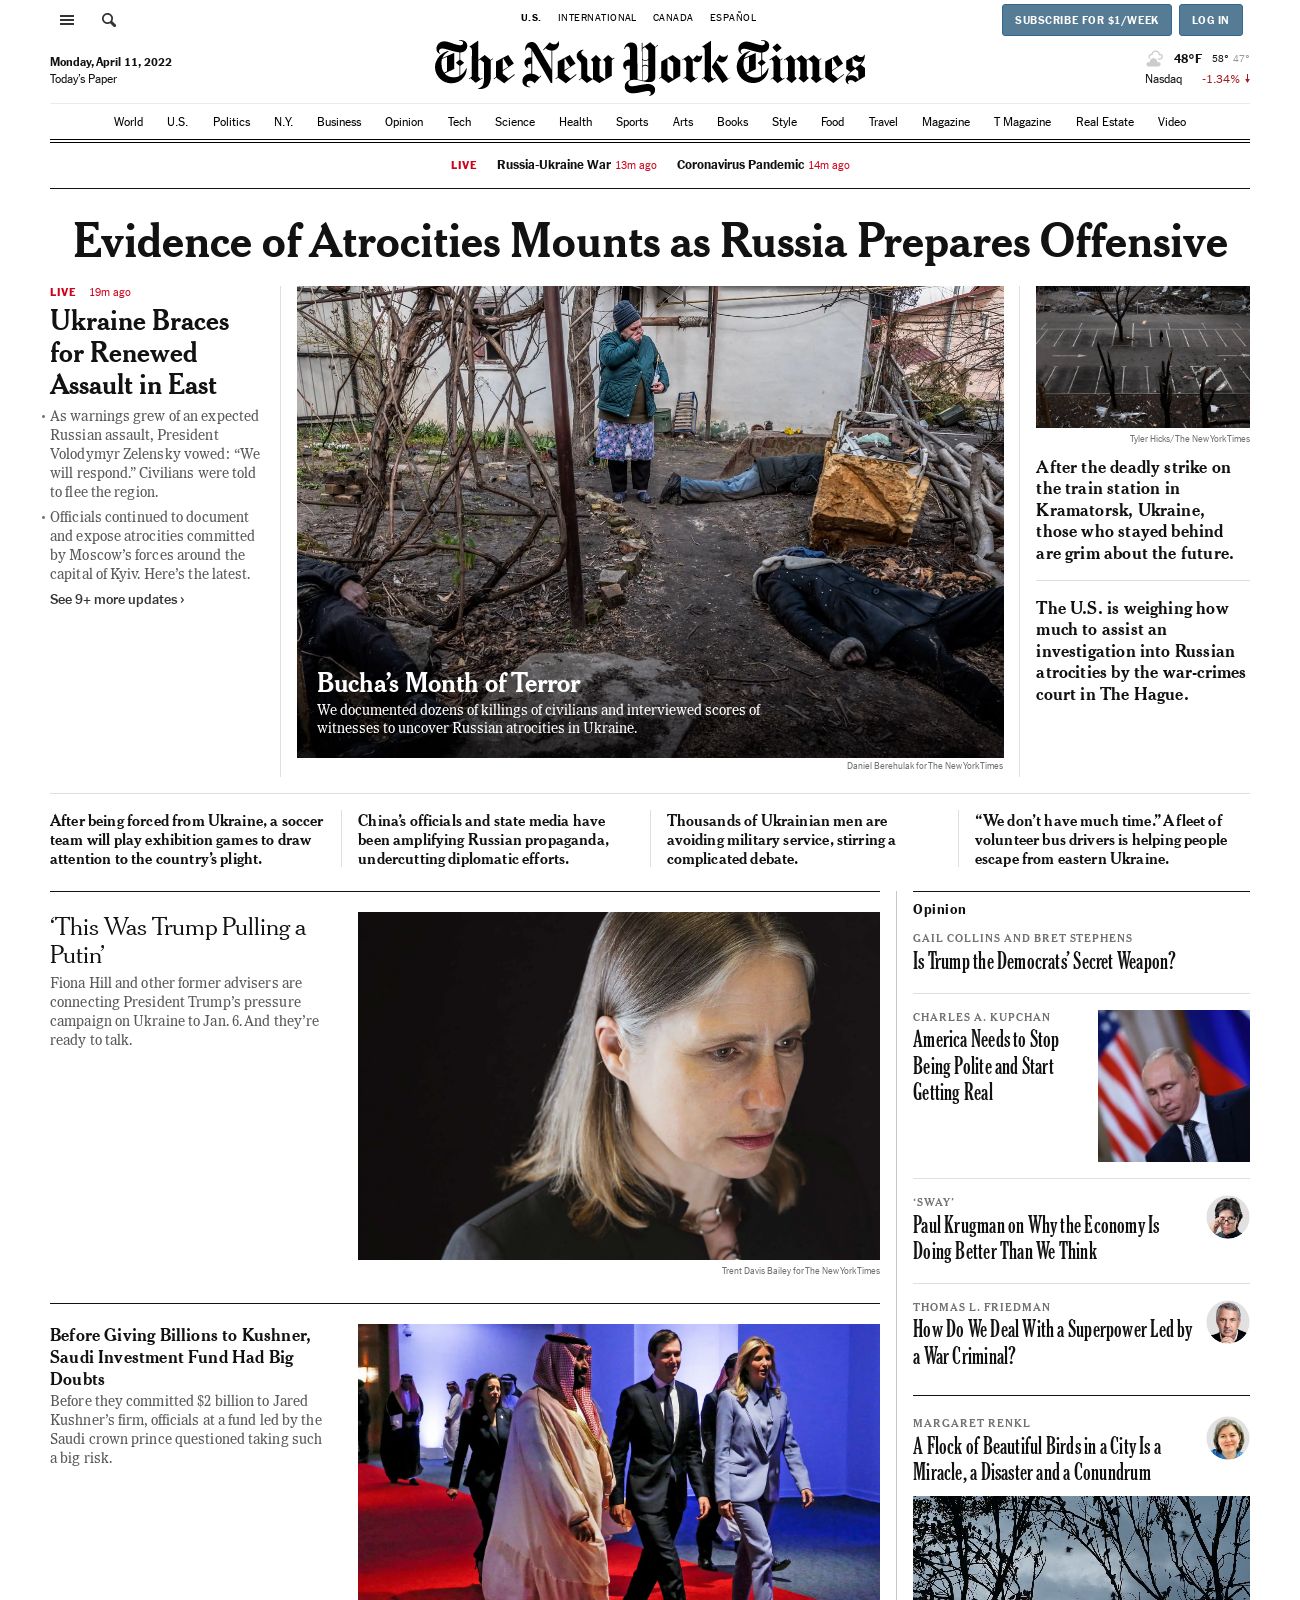 U.S. INTERNATIONAL CANADA ESPAÑOL
SUBSCRIBE FOR $1/WEEK LOG IN
Monday, April 11, 2022
Today's Paper
The New York Times
48°F 58° 47°
Nasdaq -1.34%
World U.S. Politics N.Y. Business Opinion Tech Science Health Sports Arts Books Style Food Travel Magazine T Magazine Real Estate Video
LIVE Russia-Ukraine War 13m ago Coronavirus Pandemic 14m ago
Evidence of Atrocities Mounts as Russia Prepares Offensive
LIVE 19m ago
Ukraine Braces
for Renewed
Assault in East
• As warnings grew of an expected
Russian assault, President
Volodymyr Zelensky vowed: “We
will respond.” Civilians were told
to flee the region.
• Officials continued to document
and expose atrocities committed
by Moscow’s forces around the
capital of Kyiv. Here’s the latest.
See 9+ more updates ›
Bucha’s Month of Terror
We documented dozens of killings of civilians and interviewed scores of
witnesses to uncover Russian atrocities in Ukraine.
Daniel Berehulak for The New York Times
Tyler Hicks/The New York Times
After the deadly strike on
the train station in
Kramatorsk, Ukraine,
those who stayed behind
are grim about the future.
The U.S. is weighing how
much to assist an
investigation into Russian
atrocities by the war-crimes
court in The Hague.
After being forced from Ukraine, a soccer
team will play exhibition games to draw
attention to the country’s plight.
China’s officials and state media have
been amplifying Russian propaganda,
undercutting diplomatic efforts.
Thousands of Ukrainian men are
avoiding military service, stirring a
complicated debate.
“We don’t have much time.” A fleet of
volunteer bus drivers is helping people
escape from eastern Ukraine.
‘This Was Trump Pulling a
Putin’
Fiona Hill and other former advisers are
connecting President Trump’s pressure
campaign on Ukraine to Jan. 6. And they’re
ready to talk.
Trent Davis Bailey for The New York Times
Before Giving Billions to Kushner,
Saudi Investment Fund Had Big
Doubts
Before they committed $2 billion to Jared
Kushner’s firm, officials at a fund led by the
Saudi crown prince questioned taking such
a big risk.
Opinion
GAIL COLLINS AND BRET STEPHENS
Is Trump the Democrats’ Secret Weapon?
CHARLES A. KUPCHAN
America Needs to Stop
Being Polite and Start
Getting Real
‘SWAY’
Paul Krugman on Why the Economy Is
Doing Better Than We Think
THOMAS L. FRIEDMAN
How Do We Deal With a Superpower Led by
a War Criminal?
MARGARET RENKL
A Flock of Beautiful Birds in a City Is a
Miracle, a Disaster and a Conundrum